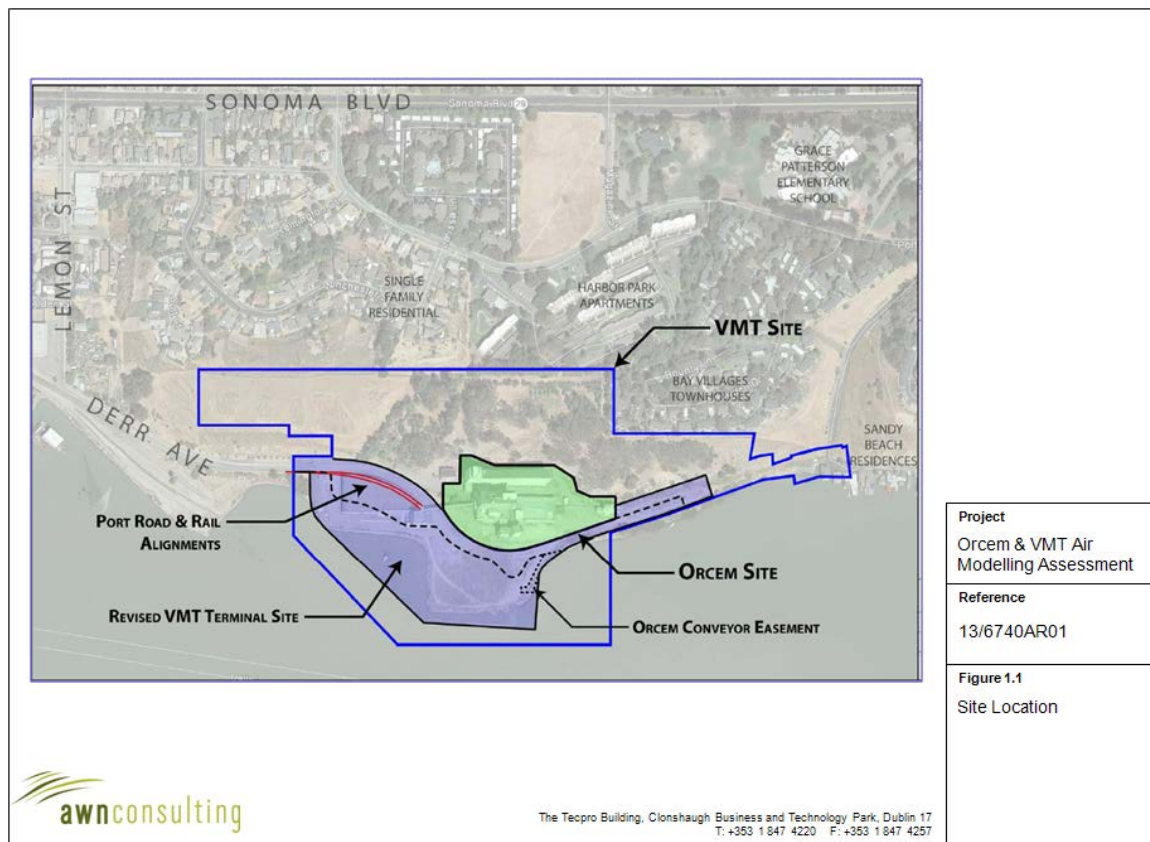 SONOMA BLVD
Sonoma Blvd
LEMON ST
GRACE
PATTERSON
ELEMENTARY
SCHOOL
SINGLE
FAMILY
RESIDENTIAL
HARBOR PARK
APARTMENTS
VMT SITE
BAY VILLAGES
TOWNHOUSES
DERR AVE
SANDY
BEACH
RESIDENCES
PORT ROAD & RAIL
ALIGNMENTS
ORCEM SITE
REVISED VMT TERMINAL SITE
ORCEM CONVEYOR EASEMENT
Project
Orcem & VMT Air
Modelling Assessment
Reference
13/6740AR01
Figure 1.1
Site Location
awnconsulting
The Tecpro Building, Clonshaugh Business and Technology Park, Dublin 17
T: +353 1 847 4220 F: +353 1 847 4257